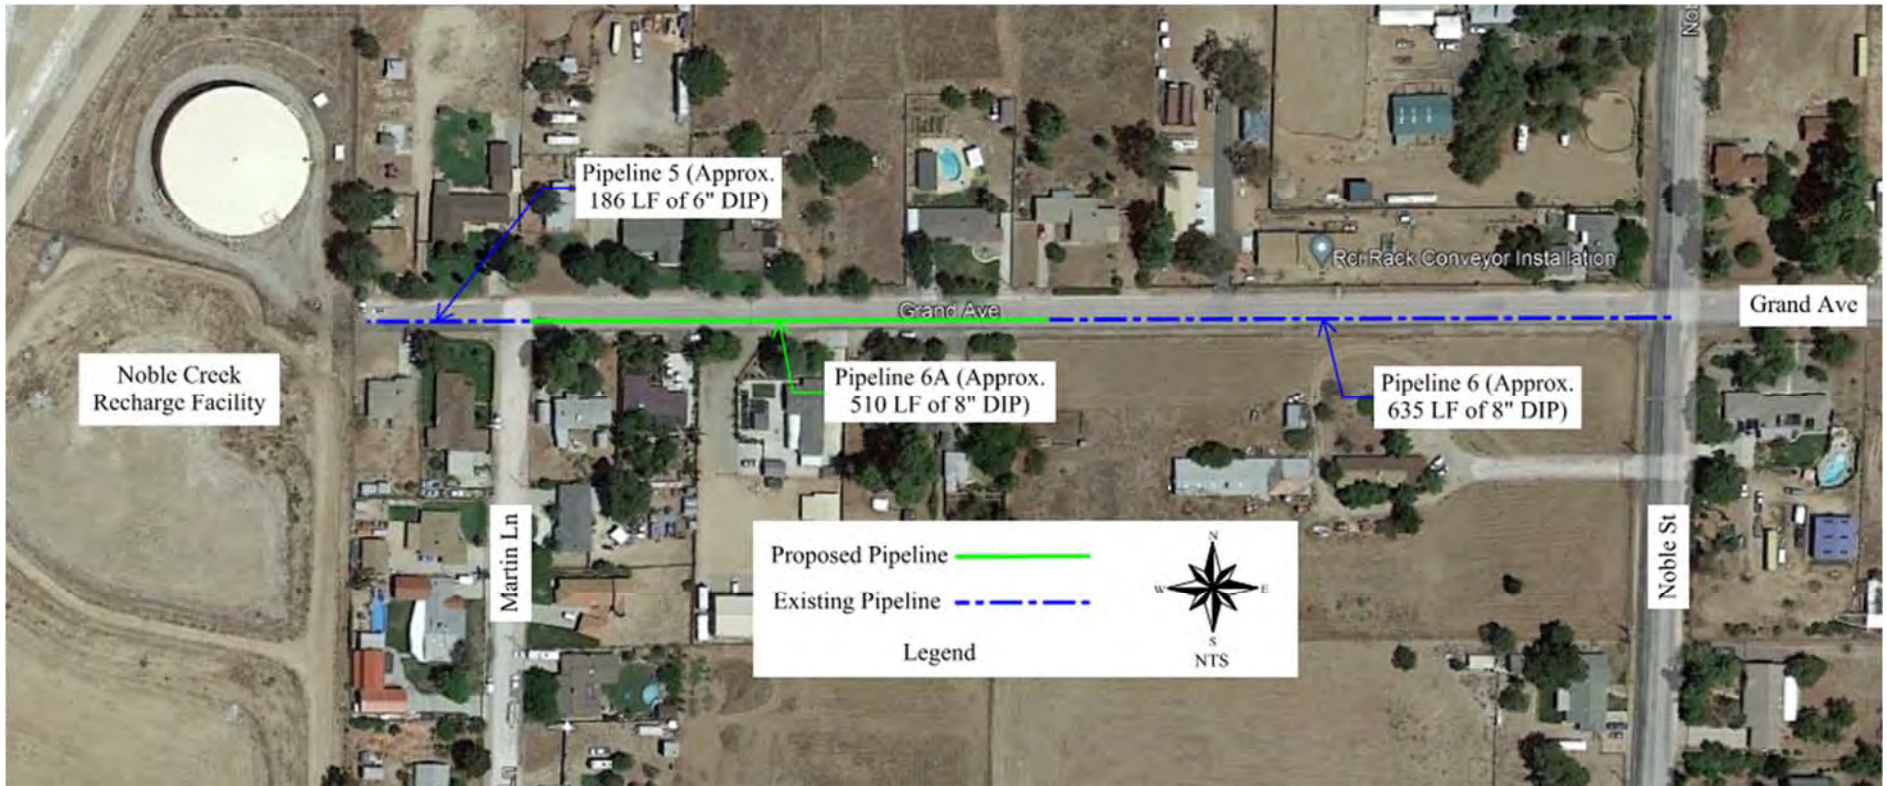 Nob
Pipeline 5 (Approx.
186 LF of 6" DIP)
Rci Rack Conveyor Installation
Grand Ave
Grand Ave
Noble Creek
Recharge Facility
Pipeline 6A (Approx.
510 LF of 8" DIP)
Pipeline 6 (Approx.
635 LF of 8" DIP)
Martin Ln
Noble St
Proposed Pipeline
Existing Pipeline
Legend
N
W
E
S
NTS